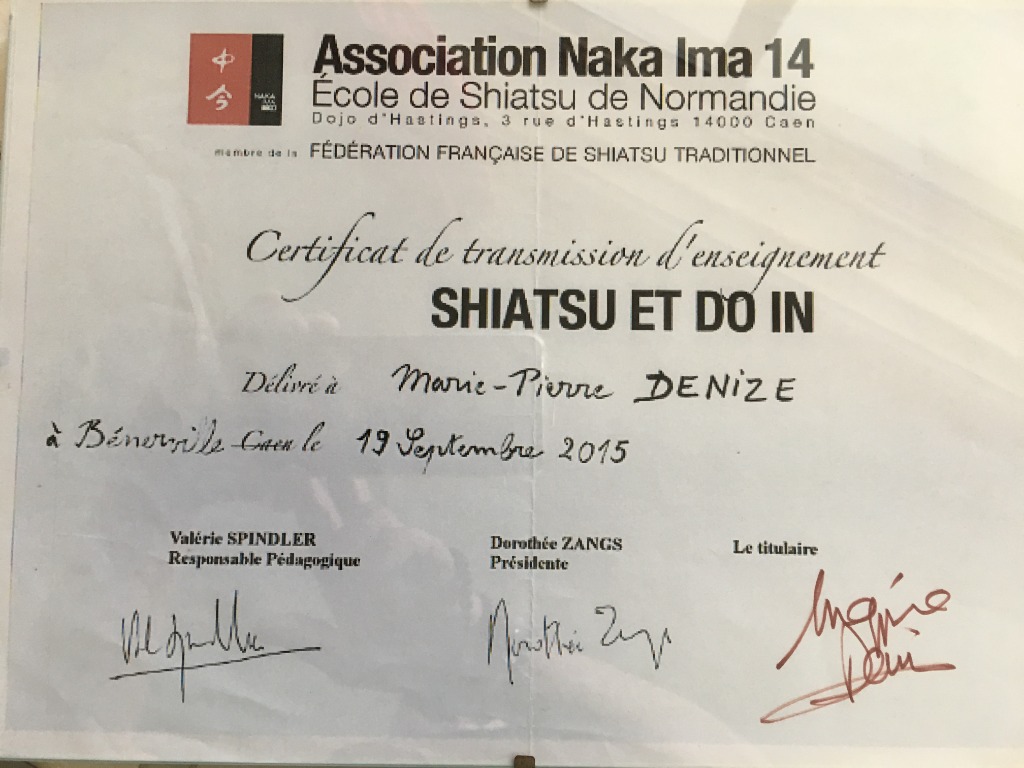 中
今
NAKA
IMA
Association Naka Ima 14
École de Shiatsu de Normandie
Dojo d'Hastings, 3 rue d'Hastings 14000 Caen
membre de la FÉDÉRATION FRANÇAISE DE SHIATSU TRADITIONNEL
Certificat de transmission d'enseignement
SHIATSU ET DO IN
Délivré à Marie-Pierre DENIZE
à Bénerville Caen le 19 Septembre 2015
Valérie SPINDLER
Responsable Pédagogique
Dorothée ZANGS
Présidente
Le titulaire